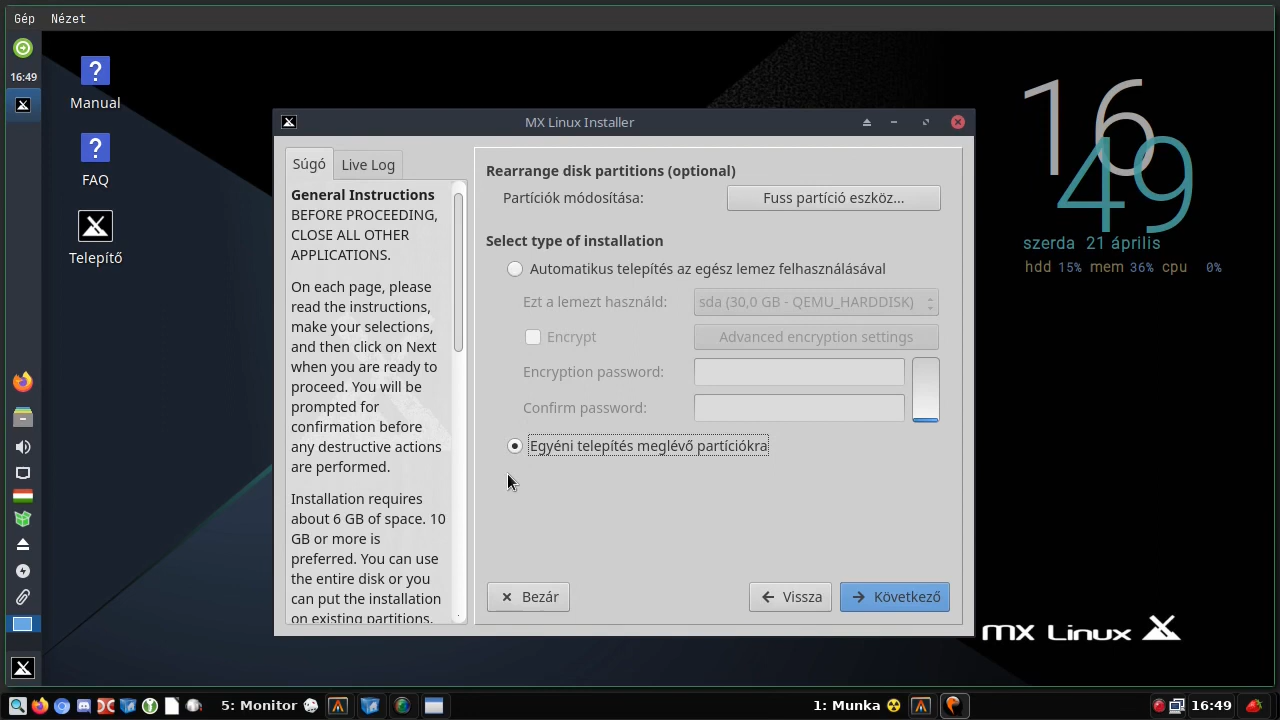 Gép Nézet
16:49
Manual
FAQ
Telepítő
16
49
szerda 21 április
hdd 15% mem 36% cpu 0%
MX Linux Installer
Súgó
Live Log
General Instructions
BEFORE PROCEEDING,
CLOSE ALL OTHER
APPLICATIONS.
On each page, please
read the instructions,
make your selections,
and then click on Next
when you are ready to
proceed. You will be
prompted for
confirmation before
any destructive actions
are performed.
Installation requires
about 6 GB of space. 10
GB or more is
preferred. You can use
the entire disk or you
can put the installation
on existing partitions.
Rearrange disk partitions (optional)
Partíciók módosítása:
Fuss partíció eszköz...
Select type of installation
Automatikus telepítés az egész lemez felhasználásával
Ezt a lemezt használd:
sda (30,0 GB - QEMU_HARDDISK)
Encrypt
Advanced encryption settings
Encryption password:
Confirm password:
Egyéni telepítés meglévő partíciókra
Bezár
Vissza
Következő
MX Linux
5: Monitor
1: Munka
16:49